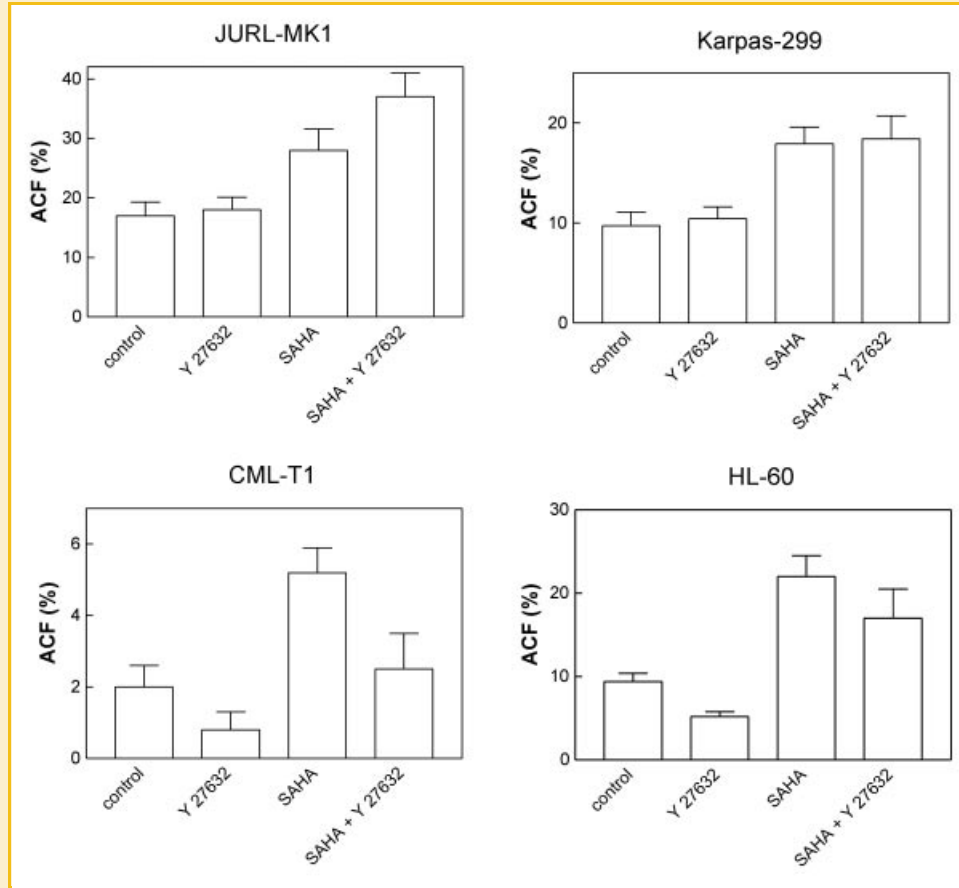 JURL-MK1
ACF (%)
40
30
20
10
0
control
Y 27632
SAHA
SAHA + Y 27632
Karpas-299
ACF (%)
20
10
0
control
Y 27632
SAHA
SAHA + Y 27632
CML-T1
ACF (%)
6
4
2
0
control
Y 27632
SAHA
SAHA + Y 27632
HL-60
ACF (%)
30
20
10
0
control
Y 27632
SAHA
SAHA + Y 27632